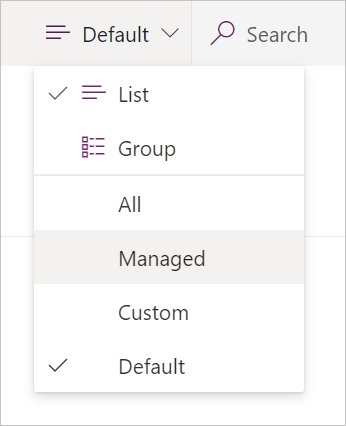 Default
Search
List
Group
All
Managed
Custom
Default